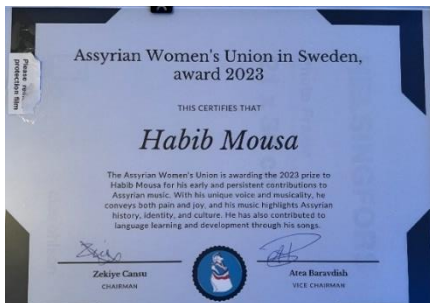 Assyrian Women's Union in Sweden,
award 2023
Please re
protection film
THIS CERTIFIES THAT
Habib Mousa
The Assyrian Women's Union is awarding the 2023 prize to
Habib Mousa for his early and persistent contributions to
Assyrian music. With his unique voice and musicality, he
conveys both pain and joy, and his music highlights Assyrian
history, identity, and culture. He has also contributed to
language learning and development through his songs.
Zekiye Cansu
CHAIRMAN
Atea Baravdish
VICE CHAIRMAN